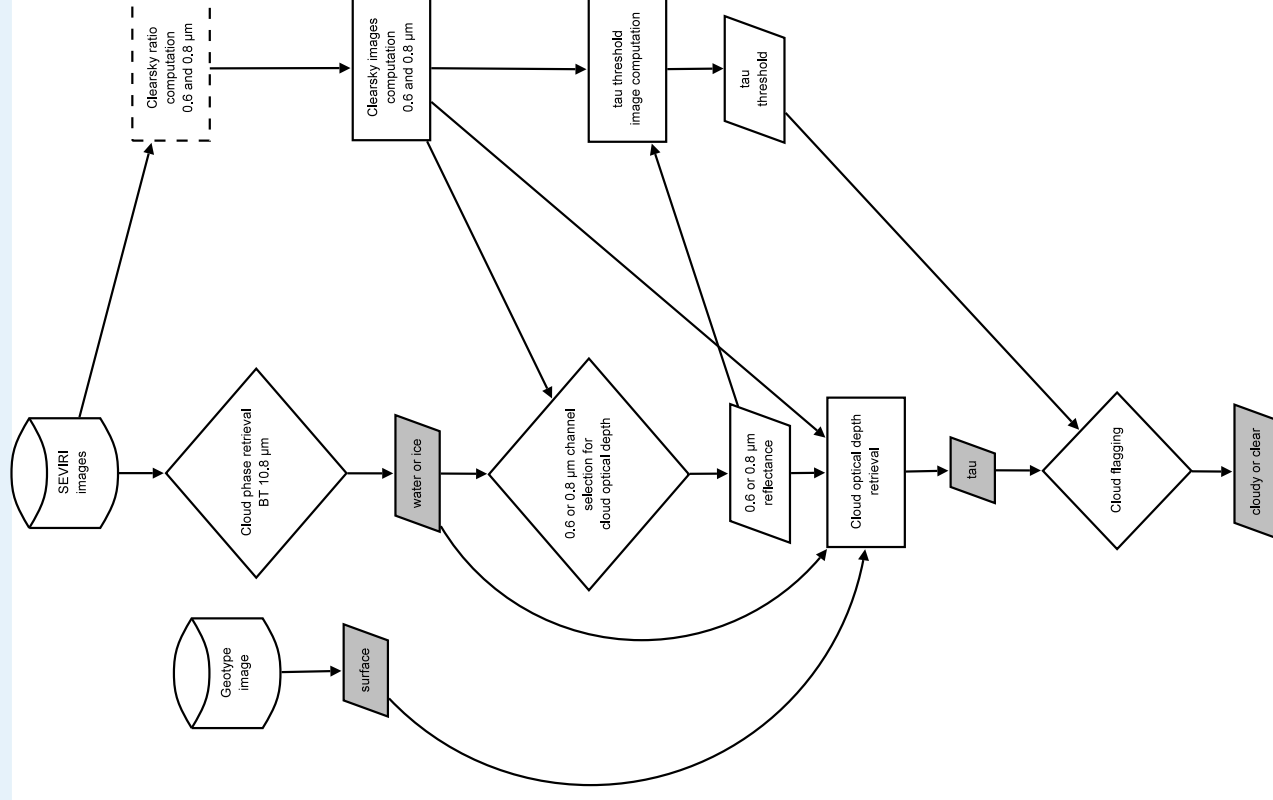 SEVIRI
images
Cloud phase retrieval
BT 10.8 µm
water or ice
0.6 or 0.8 µm channel
selection for
cloud optical depth
0.6 or 0.8 µm
reflectance
Cloud optical depth
retrieval
tau
Cloud flagging
cloudy or clear
Geotype
image
surface
Clearsky ratio
computation
0.6 and 0.8 µm
Clearsky images
computation
0.6 and 0.8 µm
tau threshold
image computation
tau
threshold